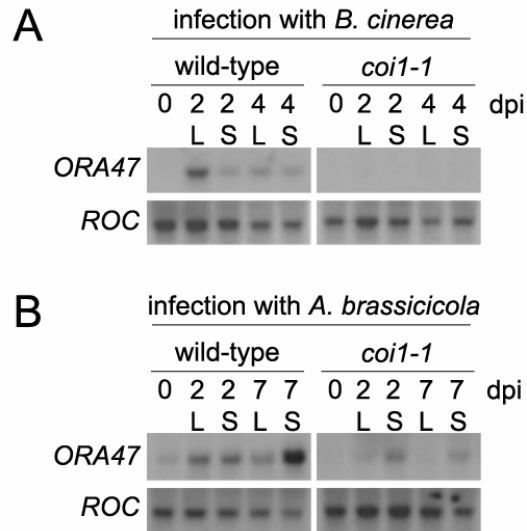 A
infection with B. cinerea
wild-type coi1-1
0 2 2 4 4 0 2 2 4 4 dpi
L S L S L S L S
ORA47
ROC
B
infection with A. brassicicola
wild-type coi1-1
0 2 2 7 7 0 2 2 7 7 dpi
L S L S L S L S
ORA47
ROC